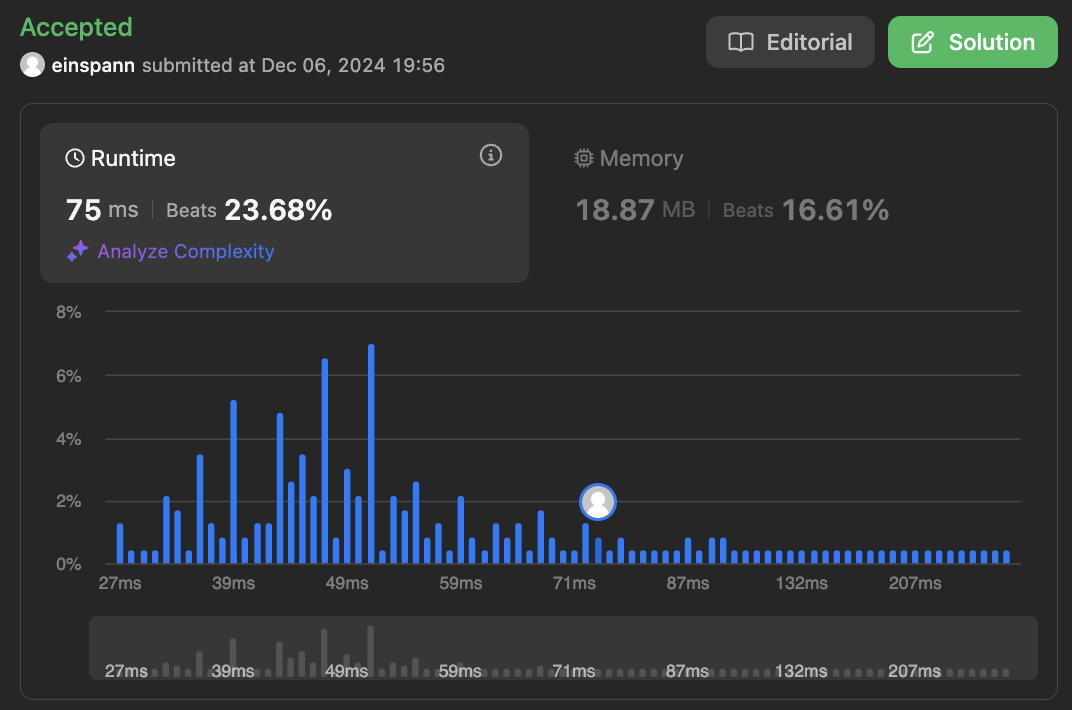 Accepted
Editorial
Solution
einspann submitted at Dec 06, 2024 19:56
Runtime
Memory
75 ms | Beats 23.68%
18.87 MB | Beats 16.61%
Analyze Complexity
8%
6%
4%
2%
0%
27ms 39ms 49ms 59ms 71ms 87ms 132ms 207ms
27ms 39ms 49ms 59ms 71ms 87ms 132ms 207ms